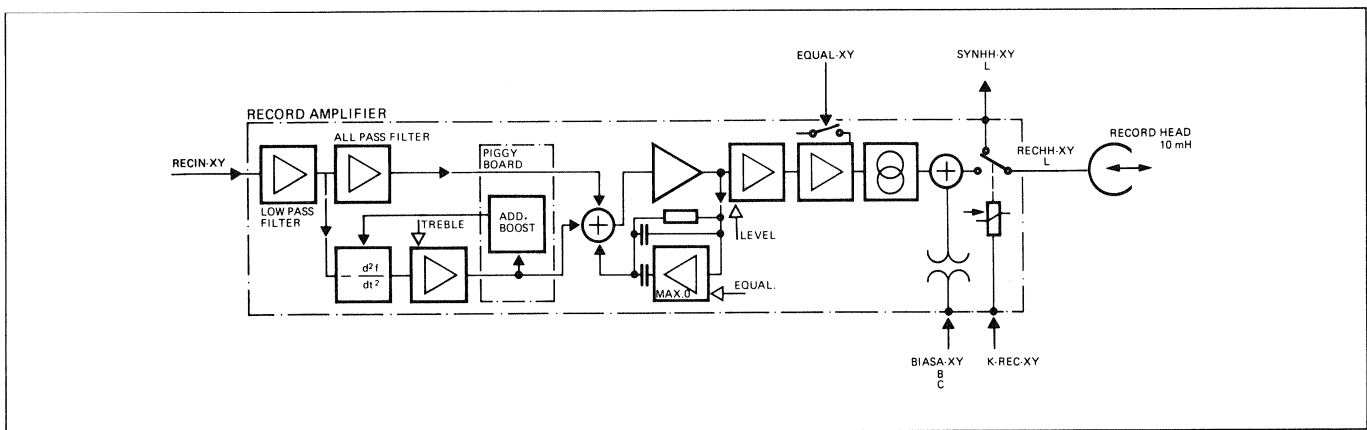 EQUAL-XY
SYNHH-XY
L
RECORD AMPLIFIER
ALL PASS FILTER
RECIN-XY
PIGGY
BOARD
RECHH-XY
L
RECORD HEAD
10 mH
LOW PASS
FILTER
TREBLE
ADD.
BOOST
LEVEL
- d²f
dt²
MAX.0
EQUAL.
BIASA-XY
B
C
K-REC-XY